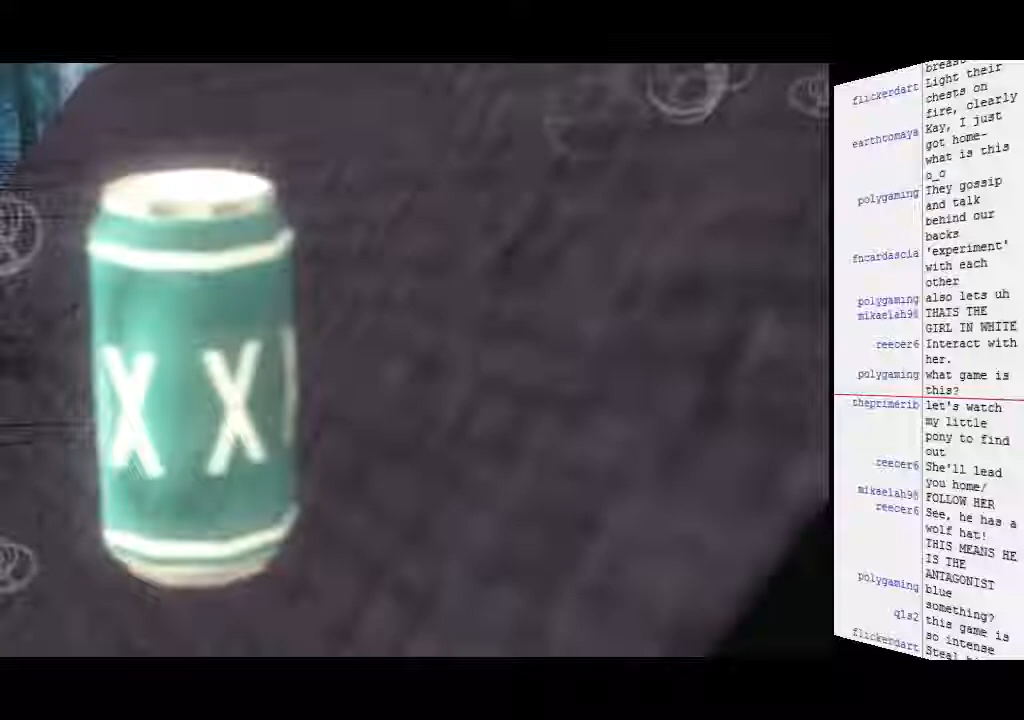 XX
breast
flickerdart Light their
chests on
fire, clearly
earthtomaya Kay, I just
got home-
what is this
o_o
polygaming They gossip
and talk
behind our
backs
fncardascia 'experiment'
with each
other
polygaming also lets uh
mikaelah98 THATS THE
GIRL IN WHITE
reecer6 Interact with
her.
polygaming what game is
this?
theprimerib let's watch
my little
pony to find
out
reecer6 She'll lead
you home/
mikaelah98 FOLLOW HER
reecer6 See, he has a
wolf hat!
THIS MEANS HE
IS THE
ANTAGONIST
polygaming blue
something?
qls2 this game is
so intense
flickerdart Steal